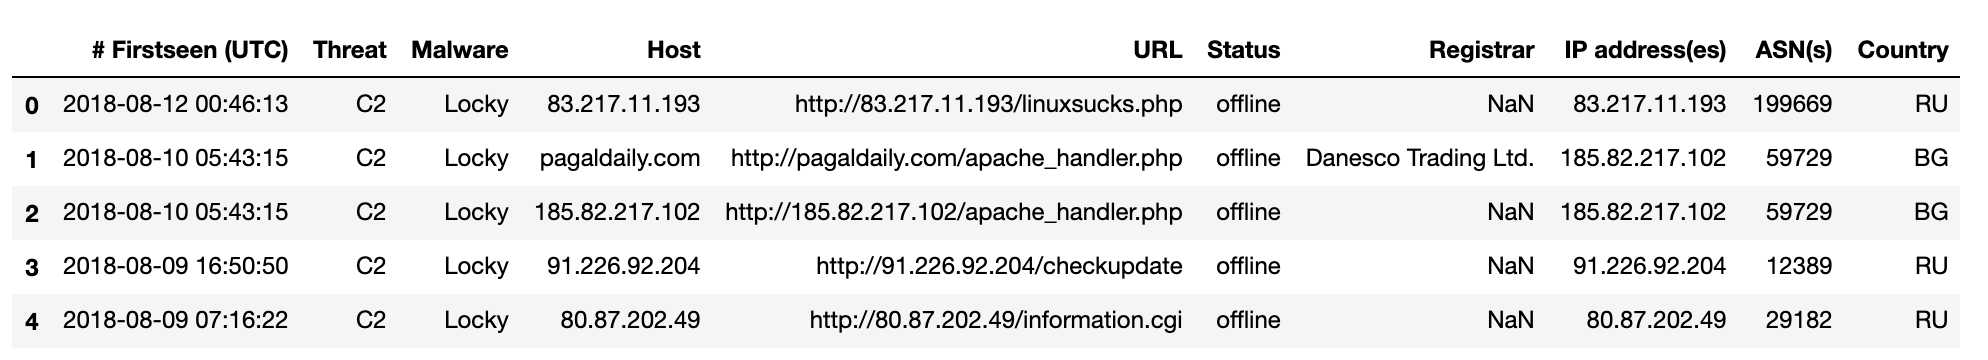 # Firstseen (UTC) Threat Malware Host URL Status Registrar IP address(es) ASN(s) Country
0 2018-08-12 00:46:13 C2 Locky 83.217.11.193 http://83.217.11.193/linuxsucks.php offline NaN 83.217.11.193 199669 RU
1 2018-08-10 05:43:15 C2 Locky pagaldaily.com http://pagaldaily.com/apache_handler.php offline Danesco Trading Ltd. 185.82.217.102 59729 BG
2 2018-08-10 05:43:15 C2 Locky 185.82.217.102 http://185.82.217.102/apache_handler.php offline NaN 185.82.217.102 59729 BG
3 2018-08-09 16:50:50 C2 Locky 91.226.92.204 http://91.226.92.204/checkupdate offline NaN 91.226.92.204 12389 RU
4 2018-08-09 07:16:22 C2 Locky 80.87.202.49 http://80.87.202.49/information.cgi offline NaN 80.87.202.49 29182 RU